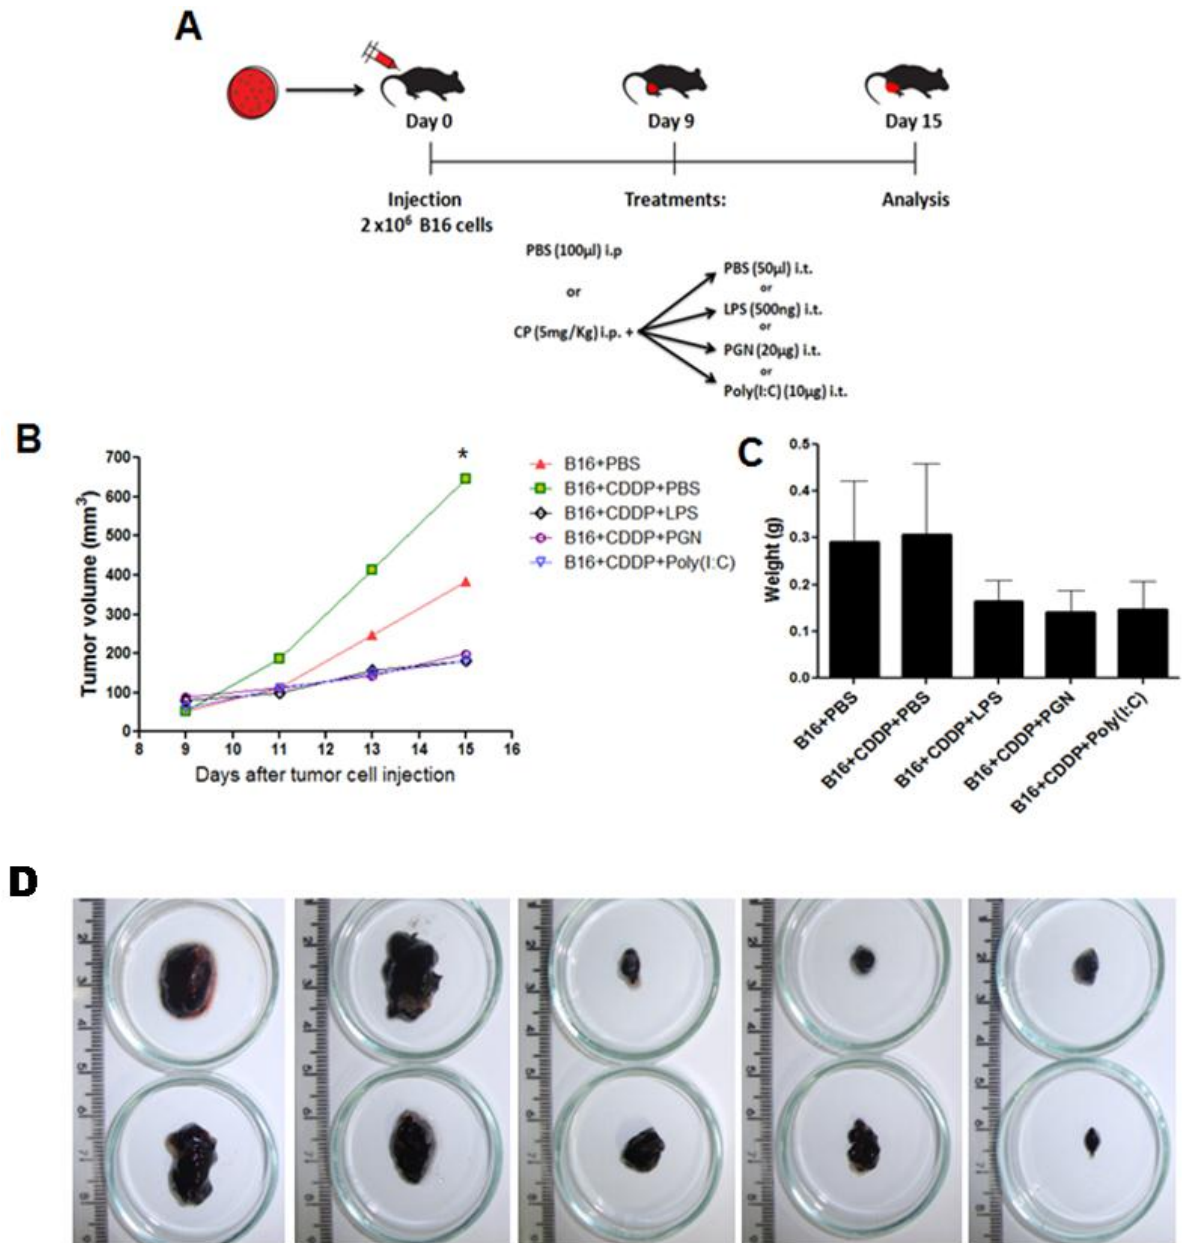 A
Day 0
Day 9
Day 15
Injection
2 x10⁶ B16 cells
Treatments:
Analysis
PBS (100µl) i.p
or
CP (5mg/Kg) i.p. +
PBS (50µl) i.t.
or
LPS (500ng) i.t.
or
PGN (20µg) i.t.
or
Poly(I:C) (10µg) i.t.
B
Tumor volume (mm³)
700
600
500
400
300
200
100
0
8 9 10 11 12 13 14 15 16
Days after tumor cell injection
*
B16+PBS
B16+CDDP+PBS
B16+CDDP+LPS
B16+CDDP+PGN
B16+CDDP+Poly(I:C)
C
Weight (g)
0.5
0.4
0.3
0.2
0.1
0.0
B16+PBS
B16+CDDP+PBS
B16+CDDP+LPS
B16+CDDP+PGN
B16+CDDP+Poly(I:C)
D